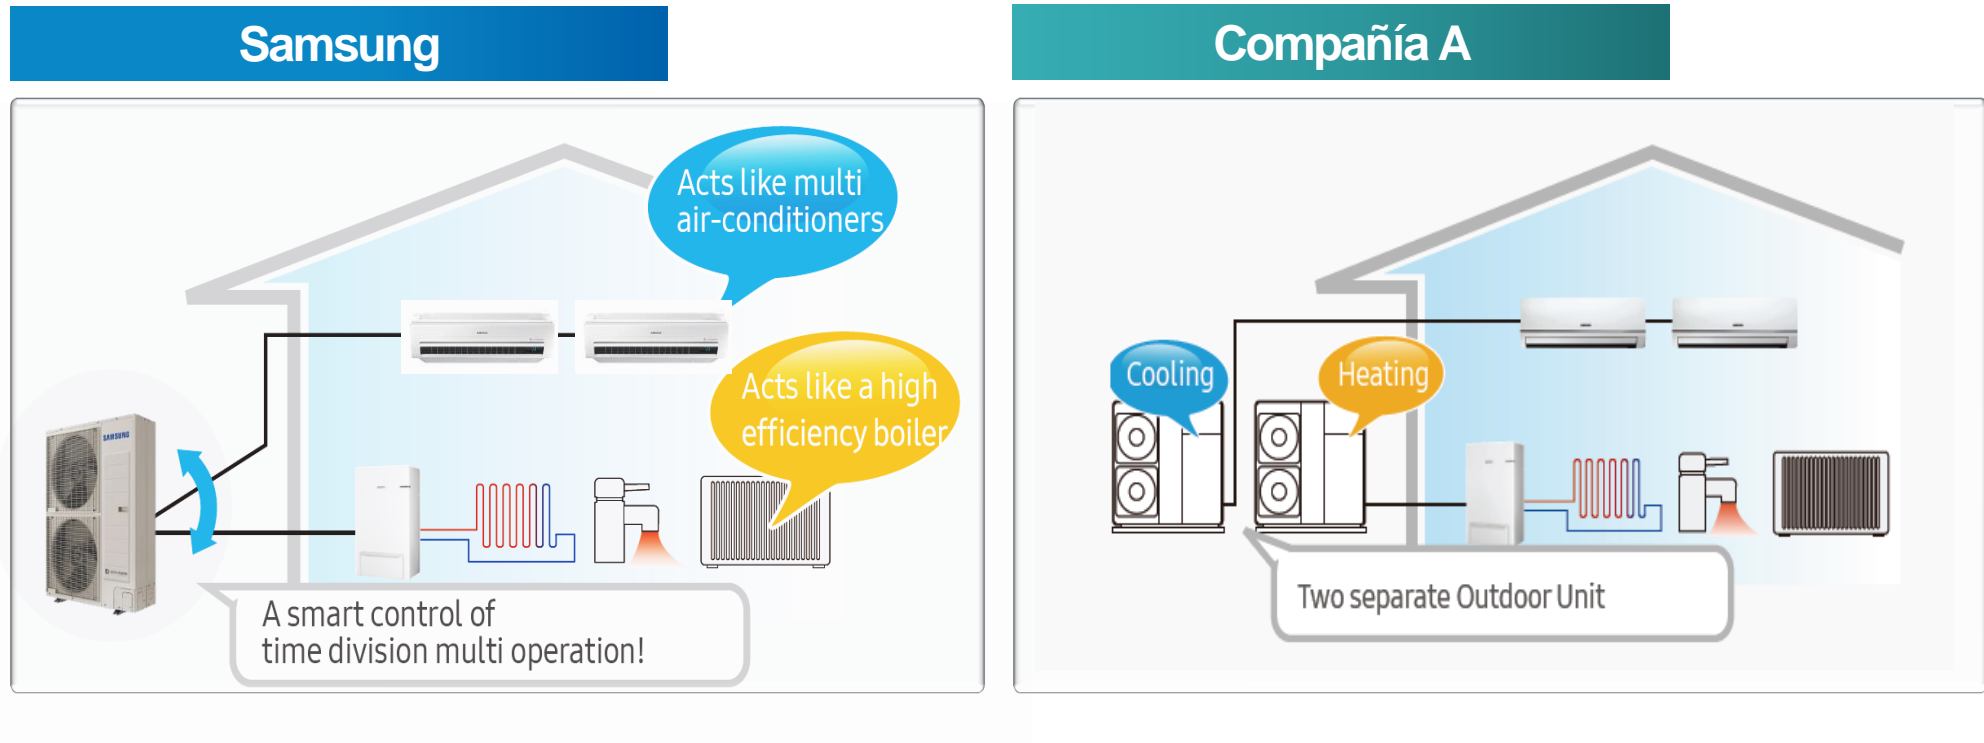 Samsung
Acts like multi
air-conditioners
Acts like a high
efficiency boiler
SAMSUNG
A smart control of
time division multi operation!
Compañía A
Cooling
Heating
Two separate Outdoor Unit